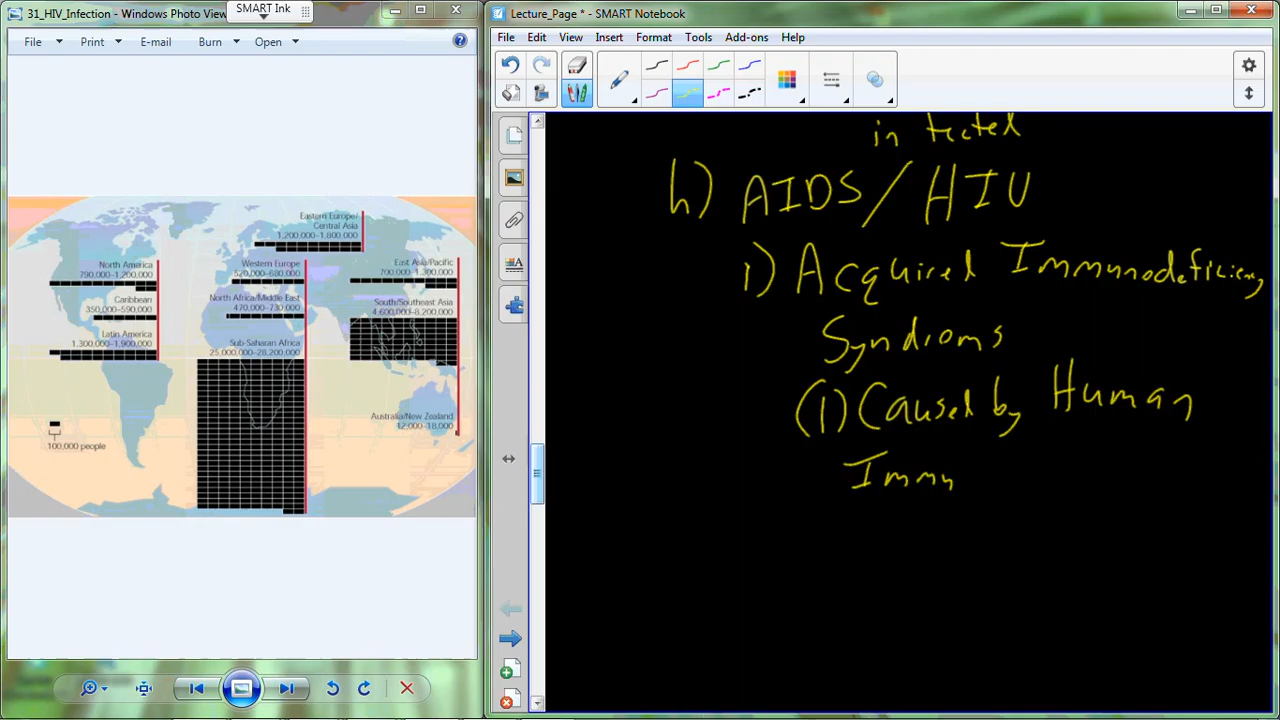 31_HIV_Infection - Windows Photo View
SMART Ink
File Print E-mail Burn Open
Eastern Europe/
Central Asia
1,200,000–1,800,000
North America
790,000–1,200,000
Western Europe
520,000–680,000
East Asia/Pacific
700,000–1,300,000
Caribbean
350,000–590,000
North Africa/Middle East
470,000–730,000
South/Southeast Asia
4,600,000–8,200,000
Latin America
1,300,000–1,900,000
Sub-Saharan Africa
25,000,000–28,200,000
Australia/New Zealand
12,000–18,000
100,000 people
Lecture_Page * - SMART Notebook
File Edit View Insert Format Tools Add-ons Help
infected
h) AIDS/HIV
1) Acquired Immunodeficiency
Syndroms
(1) Caused by Human
Immu